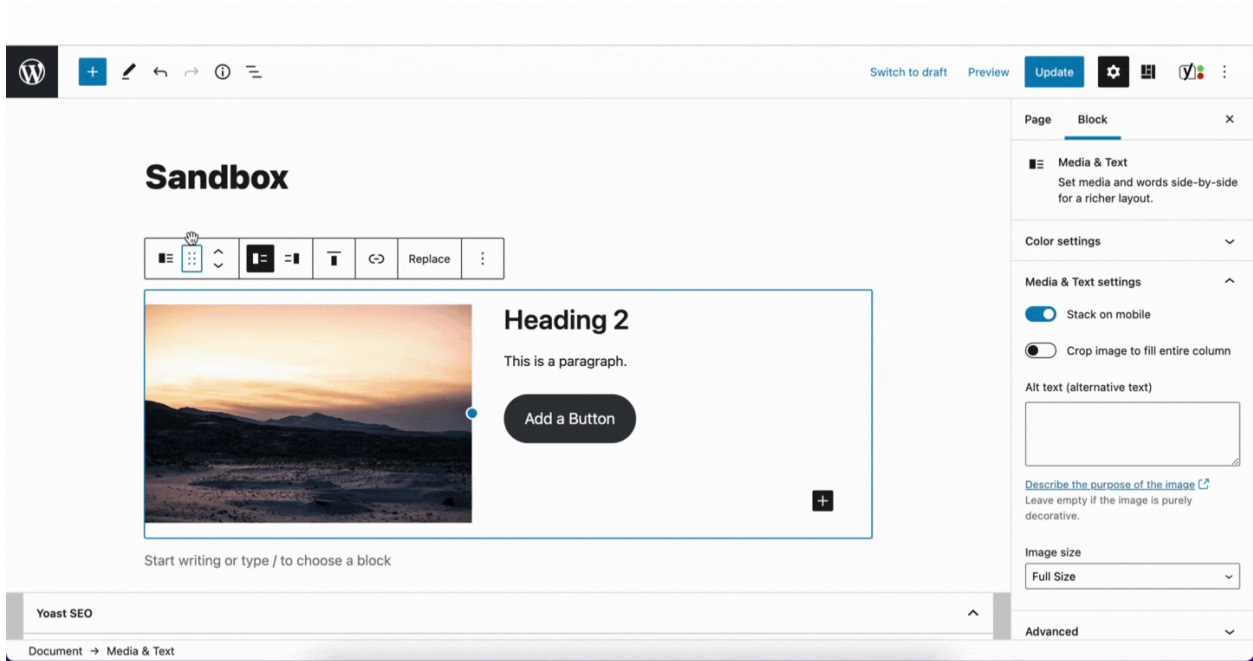 Switch to draft Preview Update
Page Block
Media & Text
Set media and words side-by-side
for a richer layout.
Sandbox
Color settings
Replace
Media & Text settings
Stack on mobile
Crop image to fill entire column
Heading 2
This is a paragraph.
Add a Button
Alt text (alternative text)
Describe the purpose of the image
Leave empty if the image is purely
decorative.
Start writing or type / to choose a block
Image size
Full Size
Yoast SEO
Advanced
Document → Media & Text